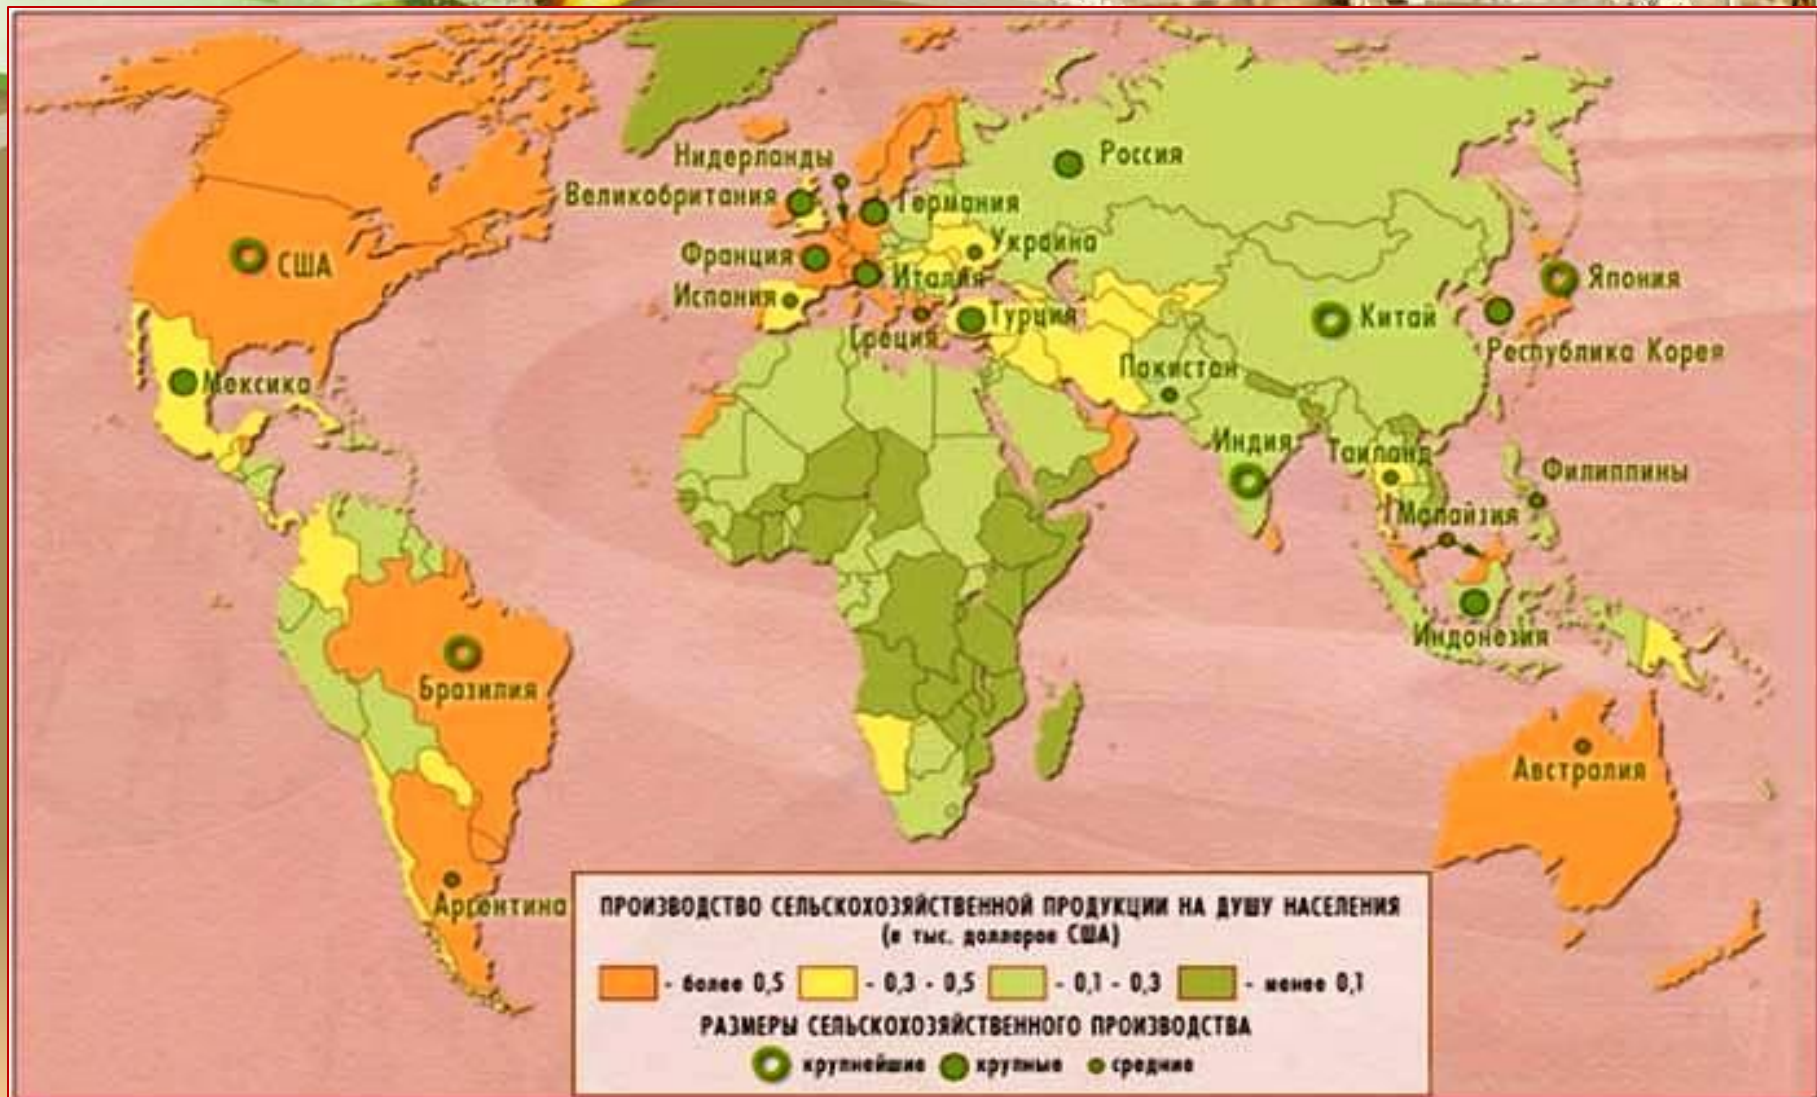 Россия
Нидерланды
Великобритания
Германия
Украина
Франция
Италия
США
Япония
Испания
Турция
Китай
Греция
Республика Корея
Пакистан
Мексика
Индия
Таиланд
Филиппины
Малайзия
Индонезия
Бразилия
Австралия
Аргентина
ПРОИЗВОДСТВО СЕЛЬСКОХОЗЯЙСТВЕННОЙ ПРОДУКЦИИ НА ДУШУ НАСЕЛЕНИЯ
(в тыс. долларов США)
- более 0,5 - 0,3 - 0,5 - 0,1 - 0,3 - менее 0,1
РАЗМЕРЫ СЕЛЬСКОХОЗЯЙСТВЕННОГО ПРОИЗВОДСТВА
крупнейшие крупные средние